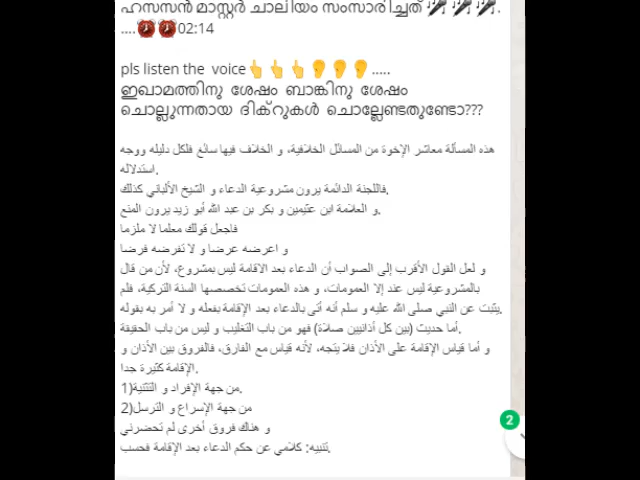 ഹസസൻ മാസ്റ്റർ ചാലിയം സംസാരിച്ചത് 🎤🎤🎤.
....⏰⏰02:14
pls listen the voice👆👆👆👂👂👂.....
ഇഖാമത്തിനു ശേഷം ബാങ്കിനു ശേഷം
ചൊല്ലുന്നതായ ദിക്റുകൾ ചൊല്ലേണ്ടതുണ്ടോ???
هذه المسألة معاشر الإخوة من المسائل الخلافية، و الخلاف فيها سائغ فلكل دليله ووجه
استدلاله.
فاللجنة الدائمة يرون مشروعية الدعاء و الشيخ الألباني كذلك.
و العلامة ابن عثيمين و بكر بن عبد الله أبو زيد يرون المنع.
فاجعل قولك معلما لا ملزما
و اعرضه عرضا و لا تفرضه فرضا
و لعل القول الأقرب إلى الصواب أن الدعاء بعد الاقامة ليس بمشروع، لأن من قال
بالمشروعية ليس عند إلا العمومات، و هذه العمومات تخصصها السنة التركية، فلم
يثبت عن النبي صلى الله عليه و سلم أنه أتى بالدعاء بعد الإقامة بفعله و لا أمر به بقوله.
أما حديث (بين كل أذانيين صلاة) فهو من باب التغليب و ليس من باب الحقيقة.
و أما قياس الإقامة على الأذان فلا يتجه، لأنه قياس مع الفارق، فالفروق بين الأذان و
الإقامة كثيرة جدا.
1)من جهة الإفراد و التثنية.
2)من جهة الإسراع و الترسل
و هناك فروق أخرى لم تحضرني
تنبيه: كلامي عن حكم الدعاء بعد الإقامة فحسب.
2